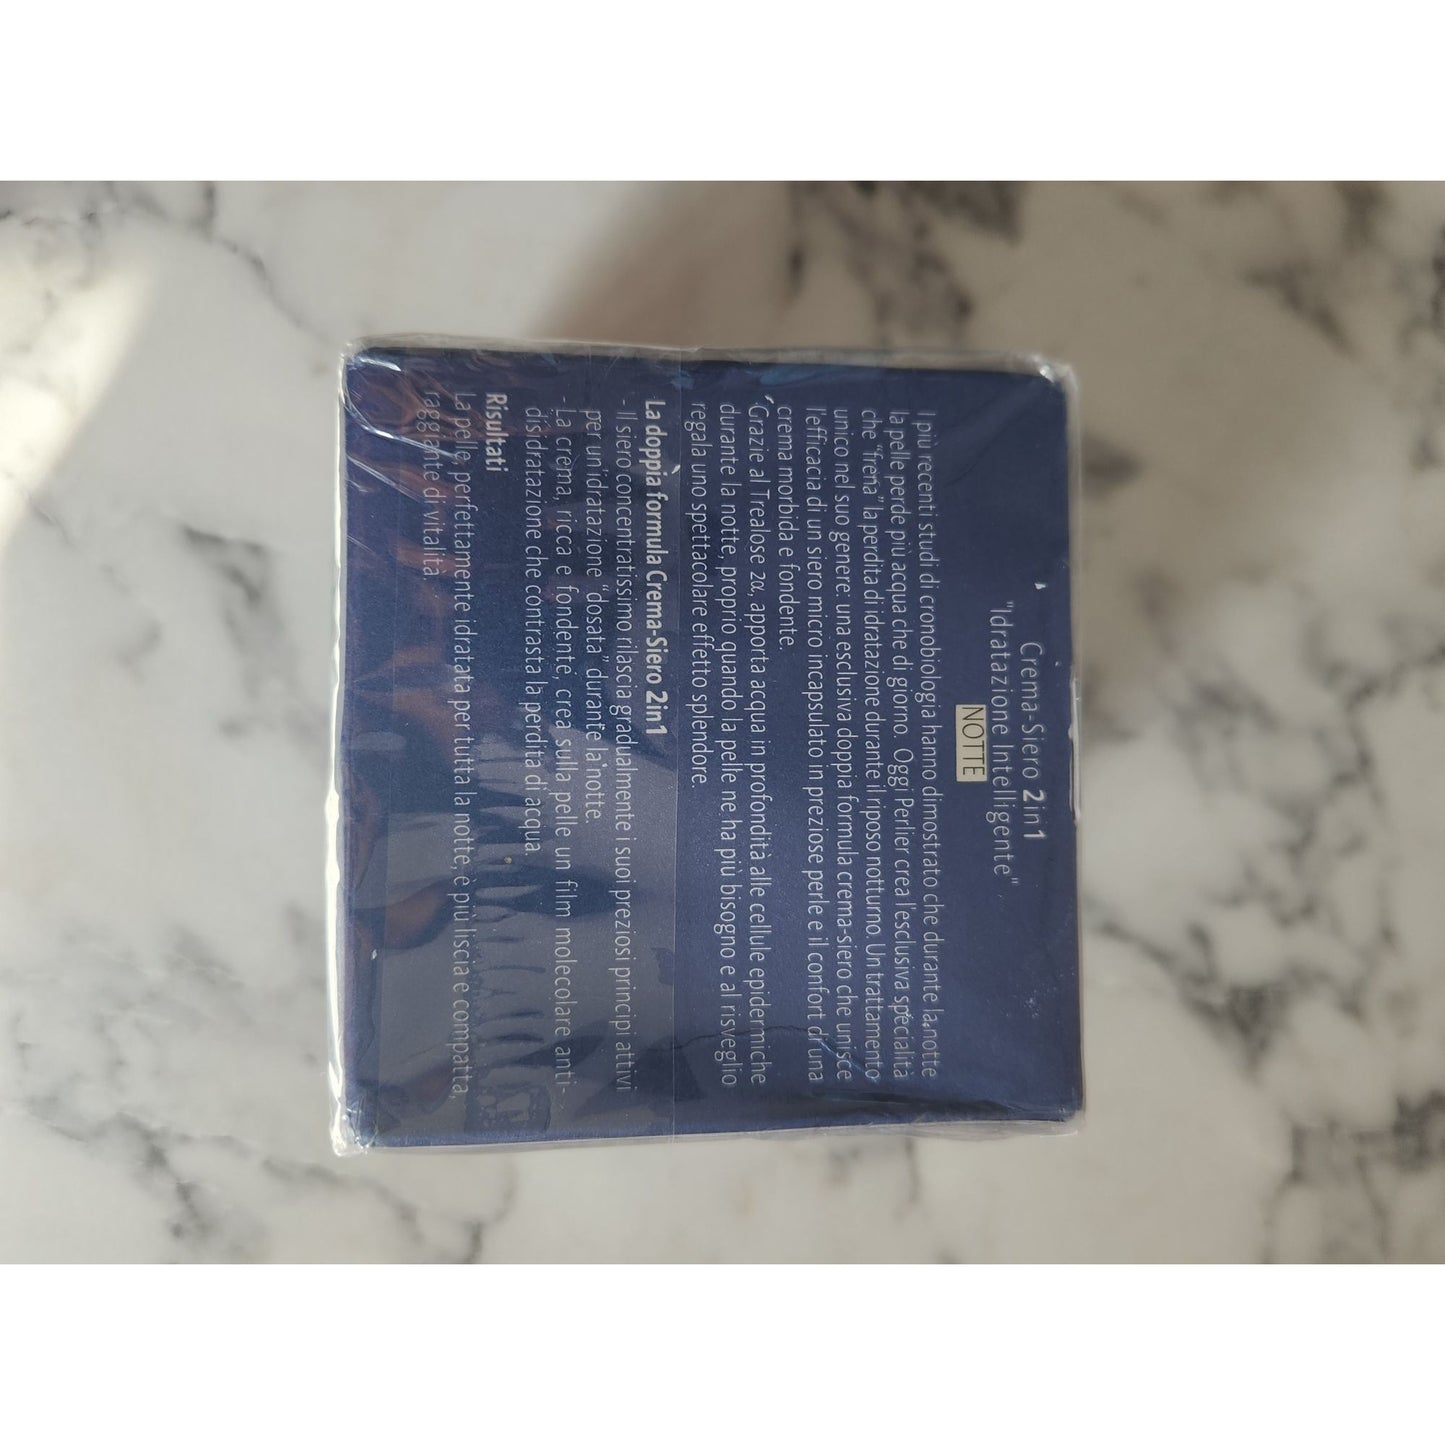 Crema-Siero 2in1
"Idratazione Intelligente"
NOTTE
I più recenti studi di cronobiologia hanno dimostrato che durante la notte
la pelle perde più acqua che di giorno. Oggi Perlier crea l'esclusiva specialità
che "frena" la perdita di idratazione durante il riposo notturno. Un trattamento
unico nel suo genere: una esclusiva doppia formula crema-siero che unisce
l'efficacia di un siero micro incapsulato in preziose perle e il confort d'una
crema morbida e fondente.
Grazie al Trealose 2α, apporta acqua in profondità alle cellule epidermiche
durante la notte, proprio quando la pelle ne ha più bisogno e al risveglio
regala uno spettacolare effetto splendore.
La doppia formula Crema-Siero 2in1
- Il siero concentratissimo rilascia gradualmente i suoi preziosi principi attivi
per un'idratazione "dosata" durante la notte.
- La crema, ricca e fondente, crea sulla pelle un film molecolare anti-
disidratazione che contrasta la perdita di acqua.
Risultati
La pelle, perfettamente idratata per tutta la notte, è più liscia e compatta,
raggiante di vitalità.